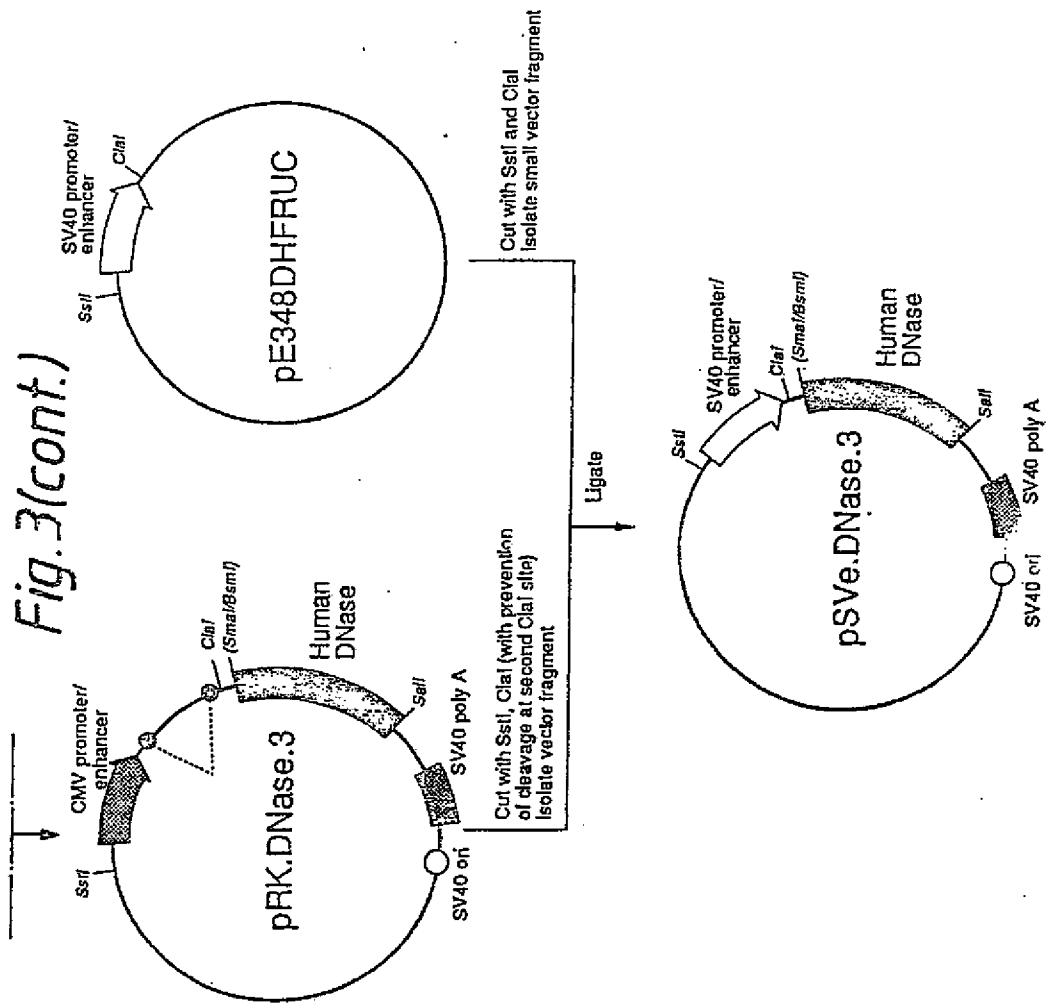 Fig. 3 (cont.)
SstI
CMV promoter/
enhancer
ClaI
(SmaI/BsmI)
Human
DNase
SalI
SV40 poly A
SV40 ori
pRK.DNase.3
SstI
SV40 promoter/
enhancer
ClaI
pE348DHFRUC
Cut with SstI, ClaI (with prevention
of cleavage at second ClaI site)
Isolate vector fragment
Cut with SstI and ClaI
Isolate small vector fragment
Ligate
SstI
SV40 promoter/
enhancer
ClaI
(SmaI/BsmI)
Human
DNase
SalI
SV40 poly A
SV40 ori
pSVe.DNase.3